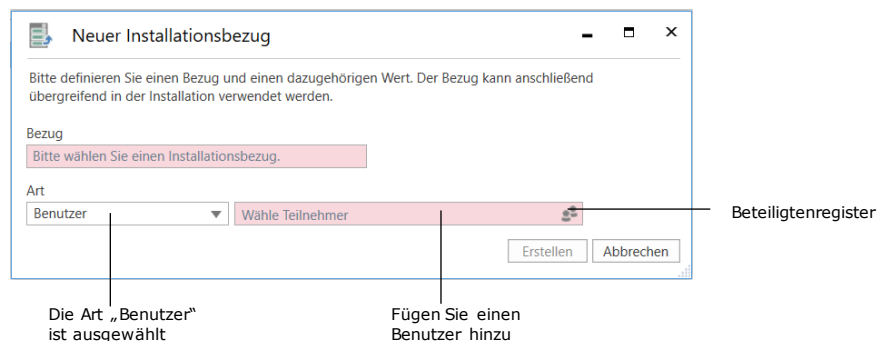 Neuer Installationsbezug
Bitte definieren Sie einen Bezug und einen dazugehörigen Wert. Der Bezug kann anschließend
übergreifend in der Installation verwendet werden.
Bezug
Bitte wählen Sie einen Installationsbezug.
Art
Benutzer
Wähle Teilnehmer
Beteiligtenregister
Erstellen
Abbrechen
Die Art „Benutzer“
ist ausgewählt
Fügen Sie einen
Benutzer hinzu